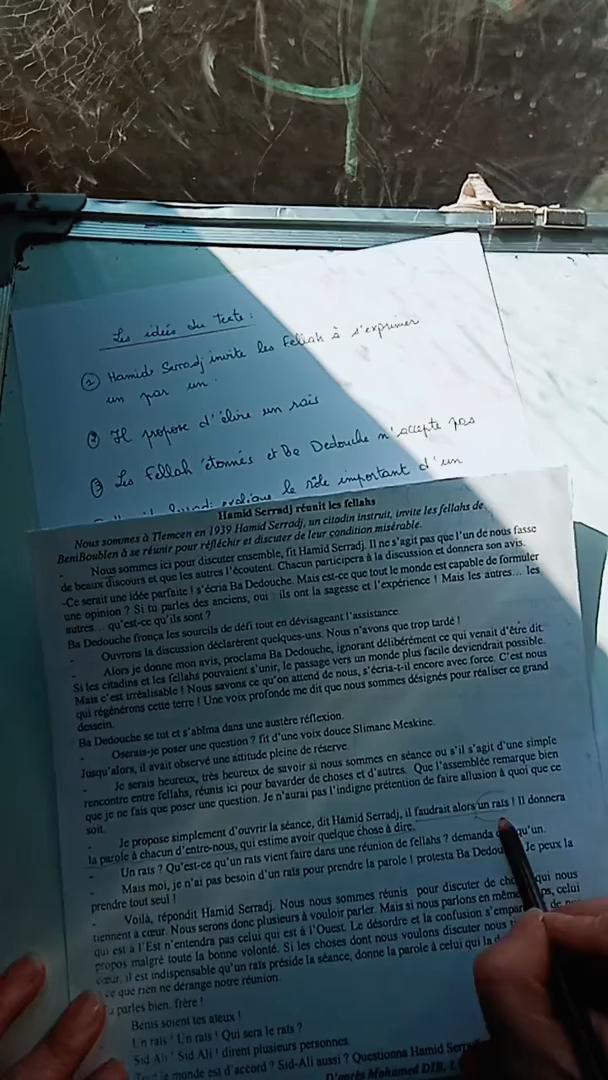 Les idées du Texte :
① Hamid Serradj invite les Fellah à s'exprimer
un par un.
② Il propose d'élire un raïs
③ Les Fellah étonnés et Ba Dedouche n'accepte pas
le rôle important d'un
Hamid Serradj réunit les fellahs
Nous sommes à Tlemcen en 1939 Hamid Serradj, un citadin instruit, invite les fellahs de
BeniBoublen à se réunir pour réfléchir et discuter de leur condition misérable.
- Nous sommes ici pour discuter ensemble, fit Hamid Serradj. Il ne s'agit pas que l'un de nous fasse
de beaux discours et que les autres l'écoutent. Chacun participera à la discussion et donnera son avis.
-Ce serait une idée parfaite ! s'écria Ba Dedouche. Mais est-ce que tout le monde est capable de formuler
une opinion ? Si tu parles des anciens, oui : ils ont la sagesse et l'expérience ! Mais les autres... les
autres... qu'est-ce qu'ils sont ?
Ba Dedouche fronça les sourcils de défi tout en dévisageant l'assistance.
- Ouvrons la discussion déclarèrent quelques-uns. Nous n'avons que trop tardé !
- Alors je donne mon avis, proclama Ba Dedouche, ignorant délibérément ce qui venait d'être dit.
Si les citadins et les fellahs pouvaient s'unir, le passage vers un monde plus facile deviendrait possible.
Mais c'est irréalisable ! Nous savons ce qu'on attend de nous, s'écria-t-il encore avec force. C'est nous
qui régénérons cette terre ! Une voix profonde me dit que nous sommes désignés pour réaliser ce grand
dessein.
Ba Dedouche se tut et s'abîma dans une austère réflexion.
- Oserais-je poser une question ? fit d'une voix douce Slimane Meskine.
Jusqu'alors, il avait observé une attitude pleine de réserve.
- Je serais heureux, très heureux de savoir si nous sommes en séance ou s'il s'agit d'une simple
rencontre entre fellahs, réunis ici pour bavarder de choses et d'autres. Que l'assemblée remarque bien
que je ne fais que poser une question. Je n'aurai pas l'indigne prétention de faire allusion à quoi que ce
soit.
- Je propose simplement d'ouvrir la séance, dit Hamid Serradj, il faudrait alors un raïs ! Il donnera
la parole à chacun d'entre-nous, qui estime avoir quelque chose à dire.
- Un raïs ? Qu'est-ce qu'un raïs vient faire dans une réunion de fellahs ? demanda qu'un.
- Mais moi, je n'ai pas besoin d'un raïs pour prendre la parole ! protesta Ba Je peux la
prendre tout seul !
- Voilà, répondit Hamid Serradj. Nous nous sommes réunis pour discuter de qui nous
tiennent à cœur. Nous serons donc plusieurs à vouloir parler. Mais si nous parlons en même celui
qui est à l'Est n'entendra pas celui qui est à l'Ouest. Le désordre et la confusion
propos malgré toute la bonne volonté. Si les choses dont nous voulons discuter nous
cœur, il est indispensable qu'un raïs préside la séance, donne la parole à celui qui la
ce que rien ne dérange notre réunion.
parles bien, frère !
Bénis soient tes aïeux !
Un raïs ! Un raïs ! Qui sera le raïs ?
Sid Ali ! Sid Ali ! dirent plusieurs personnes.
le monde est d'accord ? Sid-Ali aussi ? Questionna Hamid
D'après Mohamed DIB,